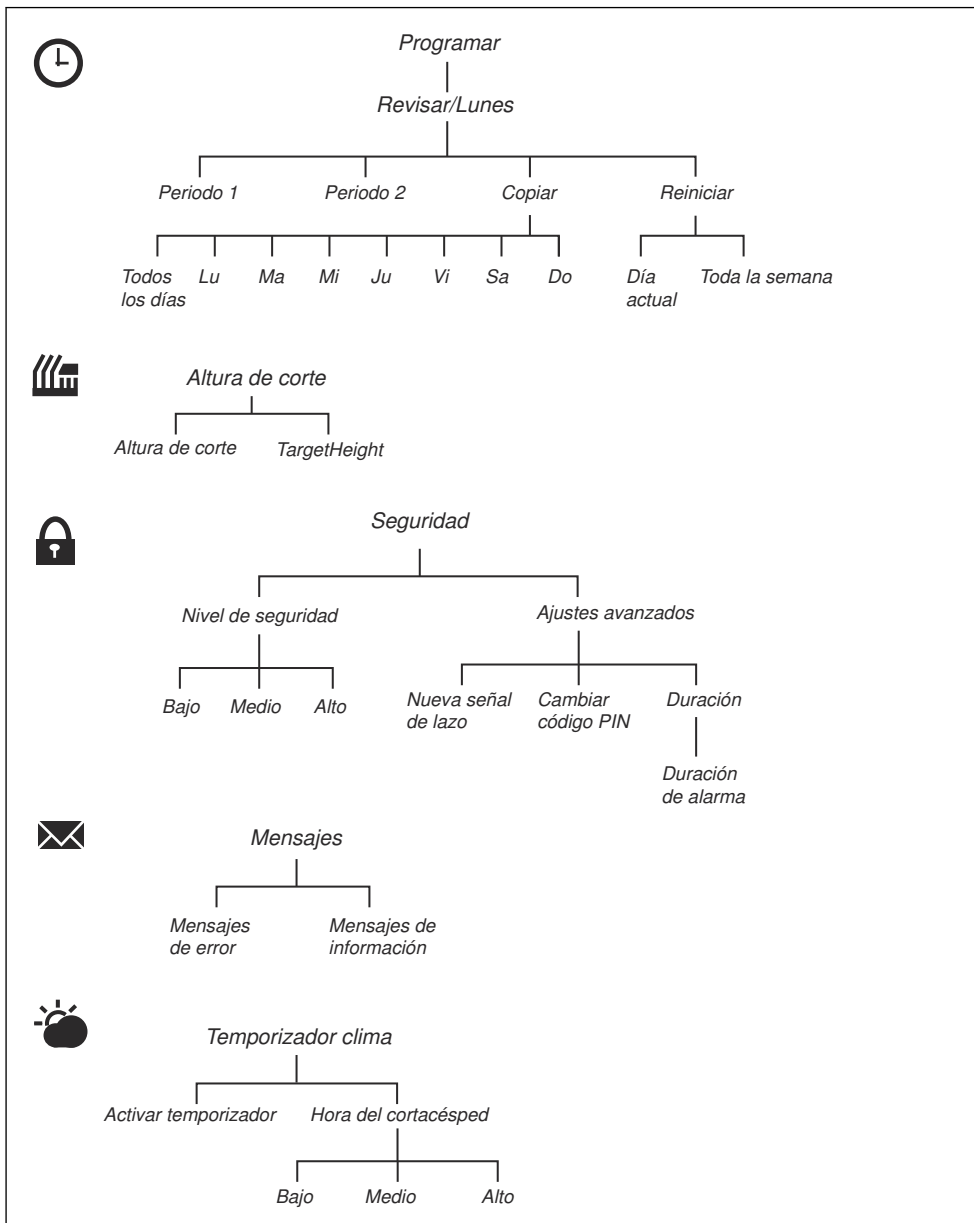 Programar
Revisar/Lunes
Periodo 1 Periodo 2 Copiar Reiniciar
Todos los días Lu Ma Mi Ju Vi Sa Do Día actual Toda la semana
Altura de corte
Altura de corte TargetHeight
Seguridad
Nivel de seguridad Ajustes avanzados
Bajo Medio Alto Nueva señal de lazo Cambiar código PIN Duración
Duración de alarma
Mensajes
Mensajes de error Mensajes de información
Temporizador clima
Activar temporizador Hora del cortacésped
Bajo Medio Alto